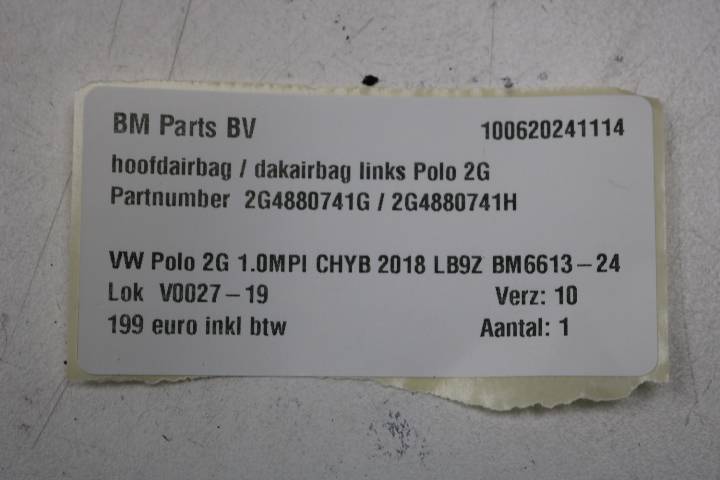 BM Parts BV 100620241114
hoofdairbag / dakairbag links Polo 2G
Partnumber 2G4880741G / 2G4880741H
VW Polo 2G 1.0MPI CHYB 2018 LB9Z BM6613-24
Lok V0027-19 Verz: 10
199 euro inkl btw Aantal: 1